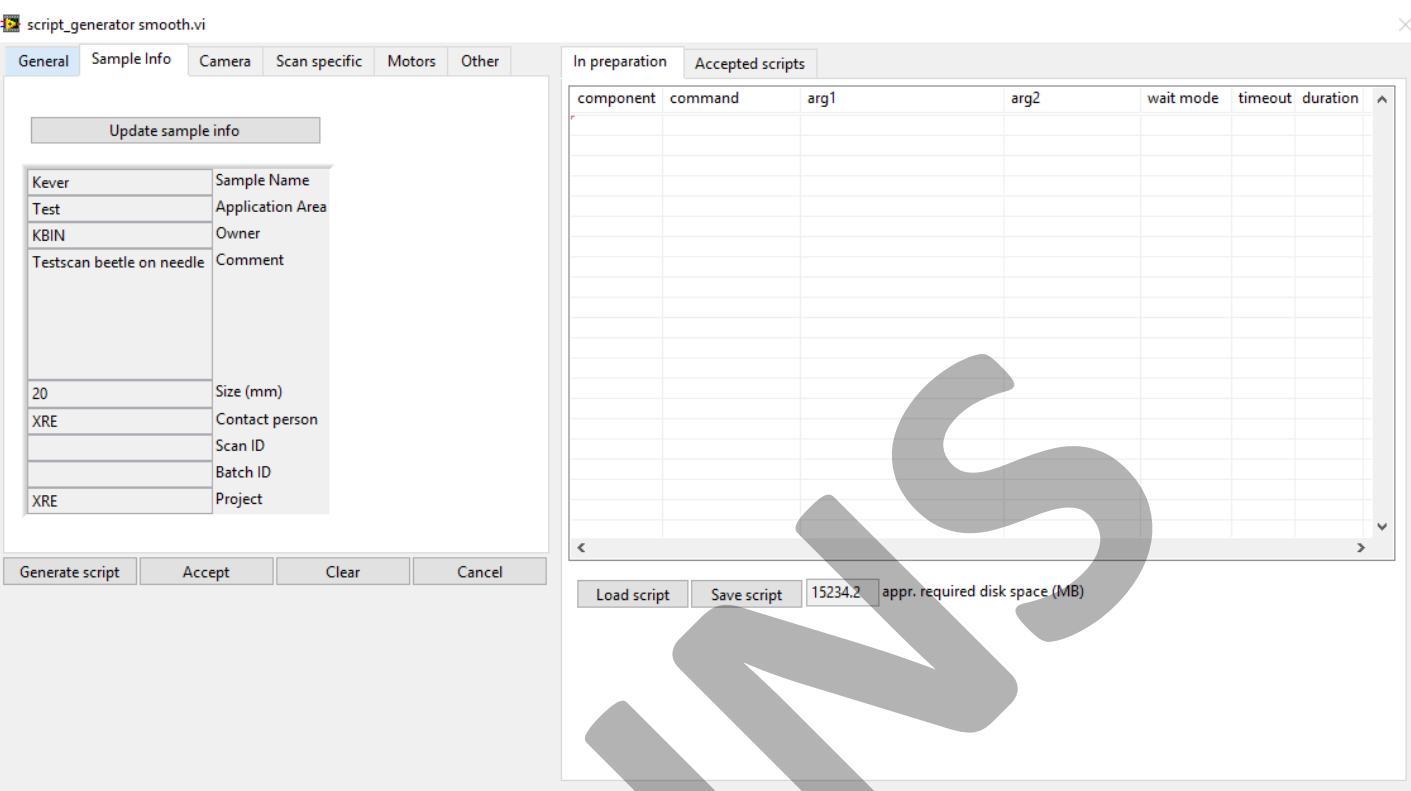 script_generator smooth.vi
General Sample Info Camera Scan specific Motors Other
Update sample info
Kever Sample Name
Test Application Area
KBIN Owner
Testscan beetle on needle Comment
20 Size (mm)
XRE Contact person
Scan ID
Batch ID
XRE Project
Generate script Accept Clear Cancel
In preparation Accepted scripts
component command arg1 arg2 wait mode timeout duration
Load script Save script 15234.2 appr. required disk space (MB)
INS